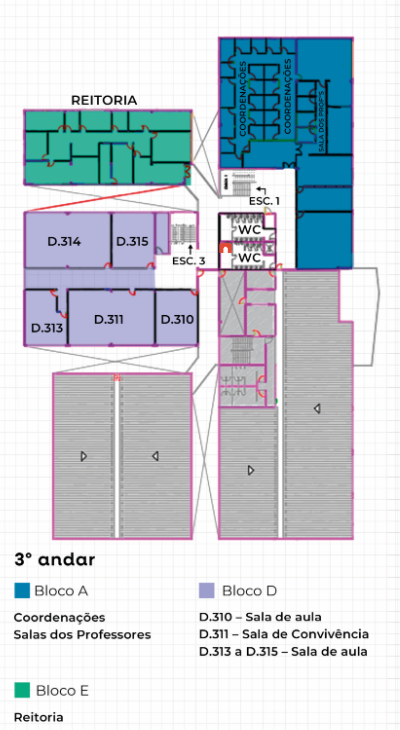 COORDENAÇÕES
COORDENAÇÕES
SALA DOS PROF'S
REITORIA
ESC. 1
D.314
D.315
WC
ESC. 3
WC
D.313
D.311
D.310
3º andar
Bloco A
Coordenações
Salas dos Professores
Bloco D
D.310 – Sala de aula
D.311 – Sala de Convivência
D.313 a D.315 – Sala de aula
Bloco E
Reitoria